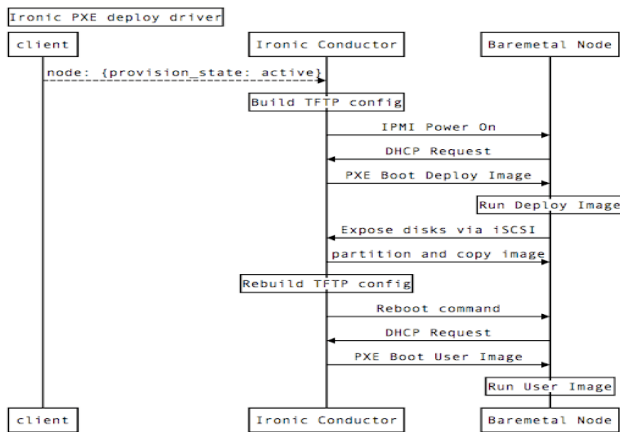 Ironic PXE deploy driver
client
Ironic Conductor
Baremetal Node
node: {provision_state: active}
Build TFTP config
IPMI Power On
DHCP Request
PXE Boot Deploy Image
Run Deploy Image
Expose disks via iSCSI
partition and copy image
Rebuild TFTP config
Reboot command
DHCP Request
PXE Boot User Image
Run User Image
client
Ironic Conductor
Baremetal Node